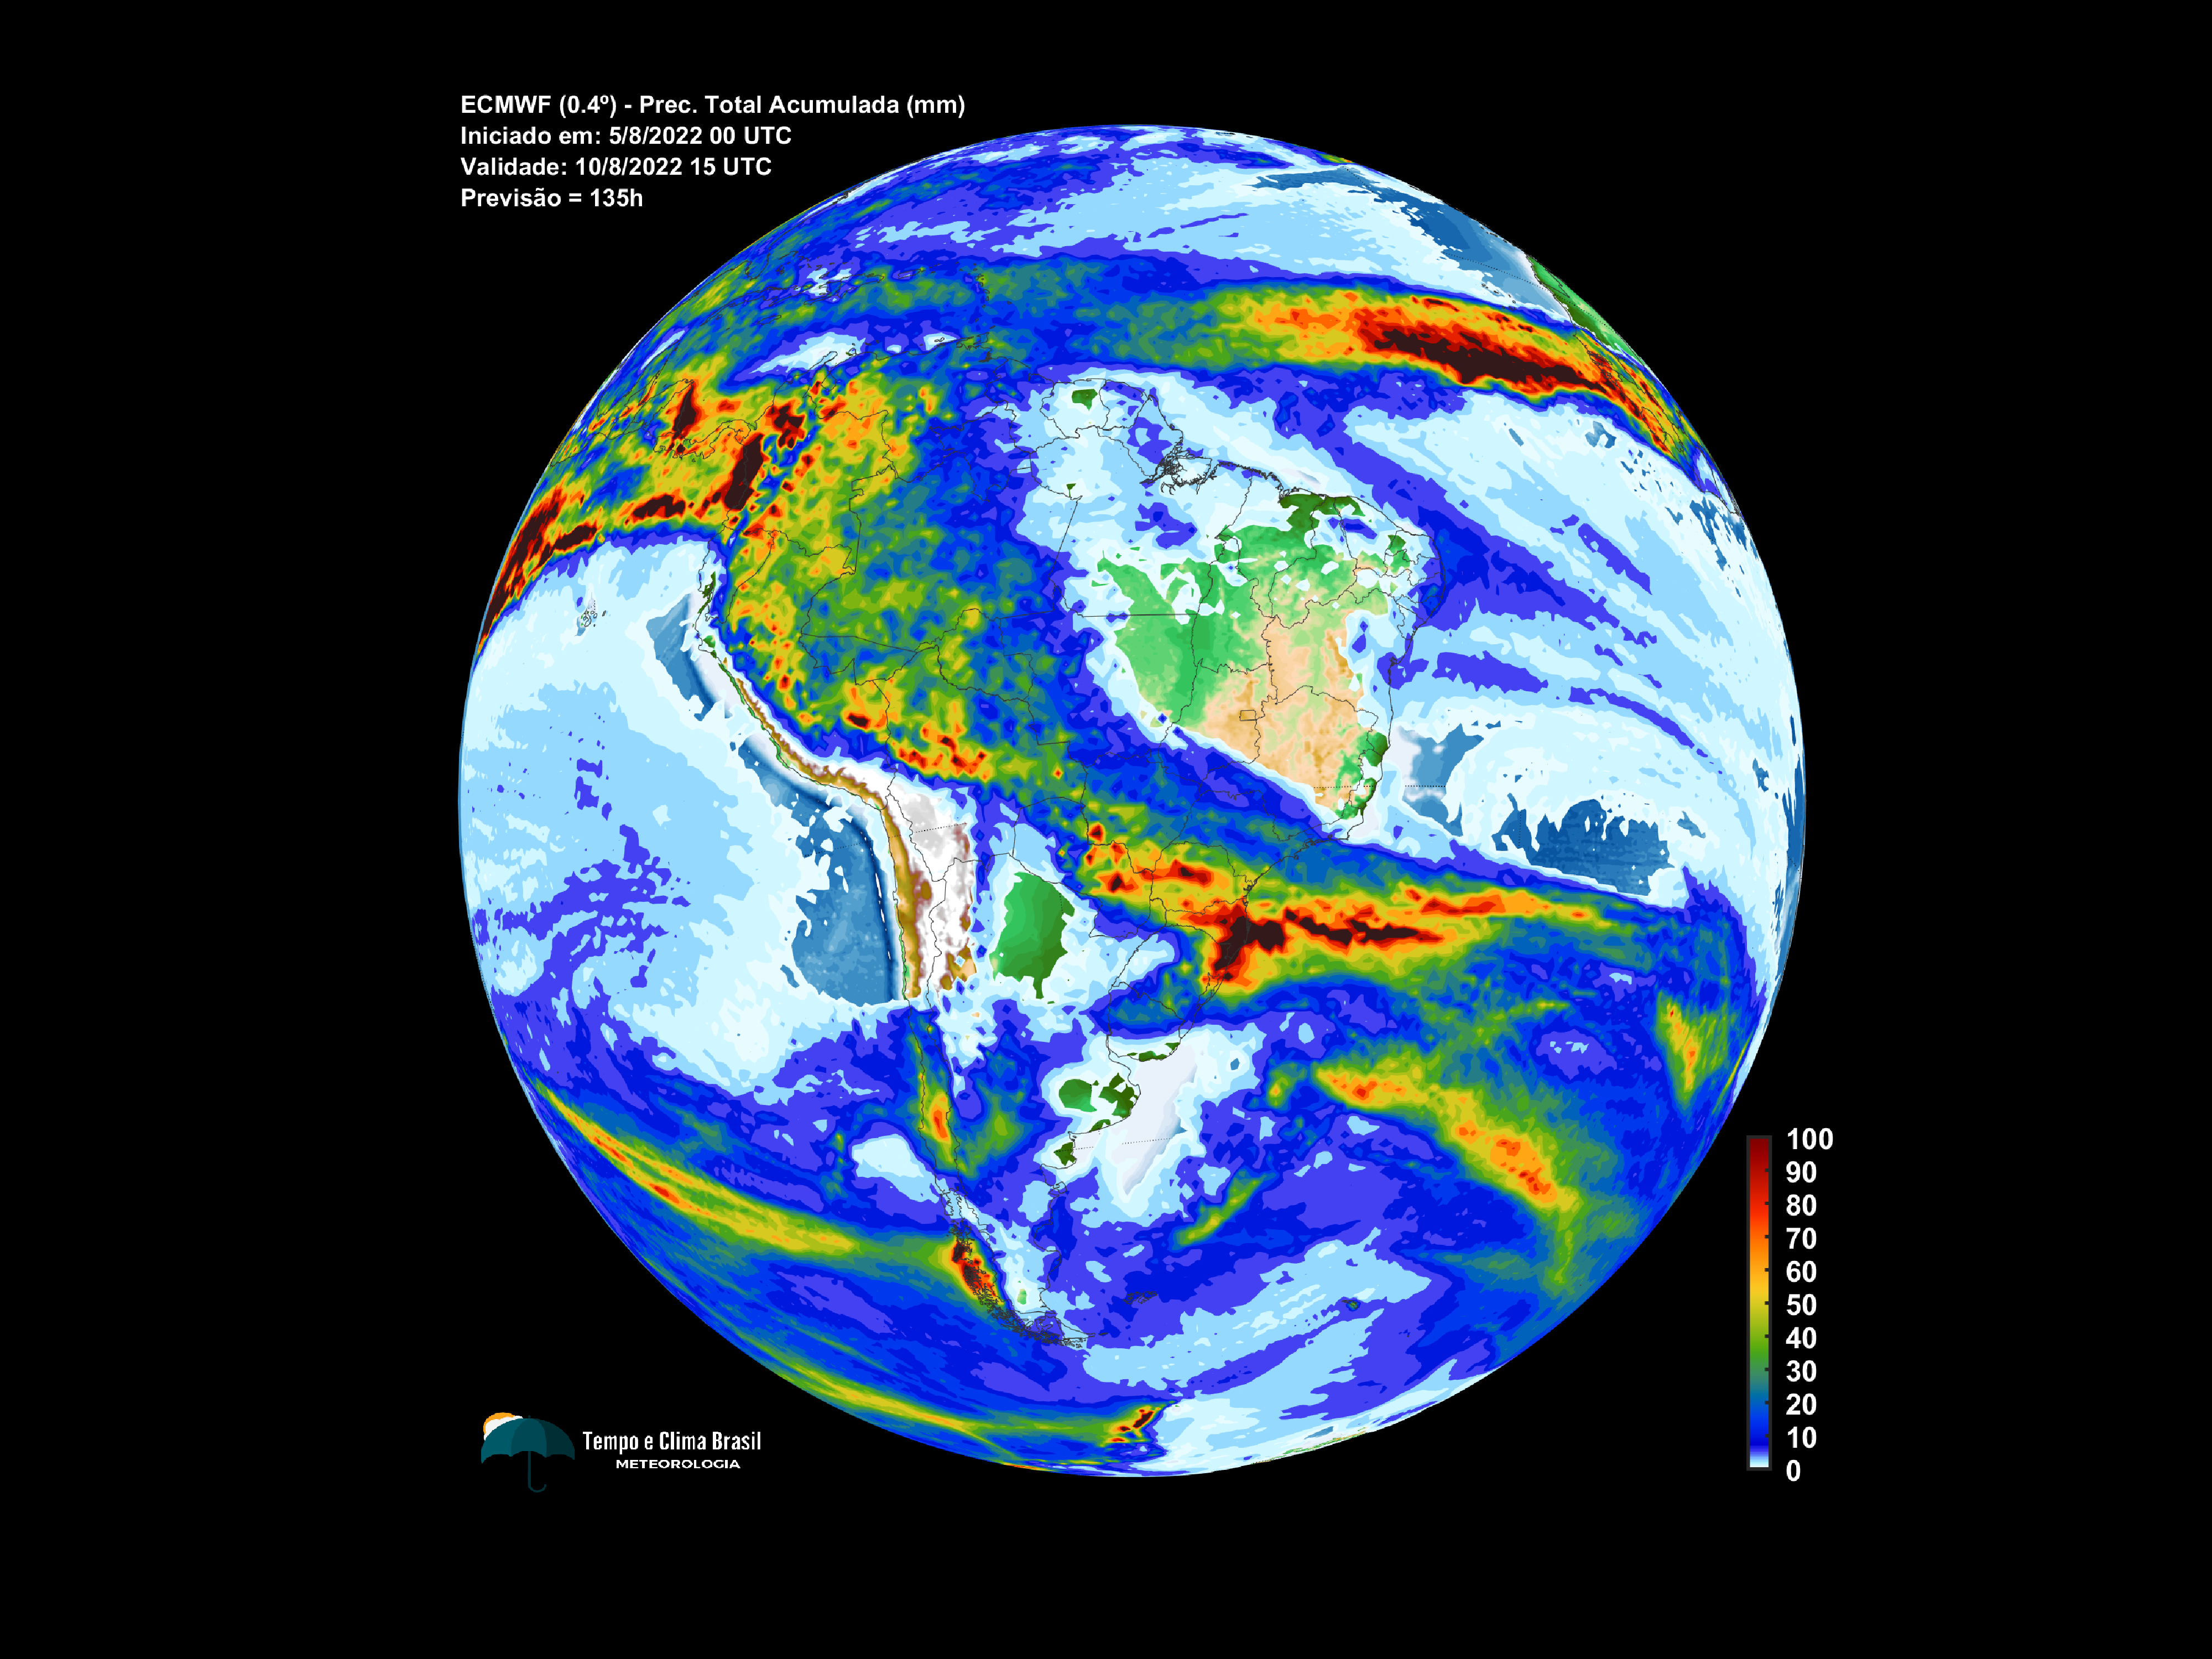 ECMWF (0.4º) - Prec. Total Acumulada (mm)
Iniciado em: 5/8/2022 00 UTC
Validade: 10/8/2022 15 UTC
Previsão = 135h
100
90
80
70
60
50
40
30
20
10
0
Tempo e Clima Brasil
METEOROLOGIA